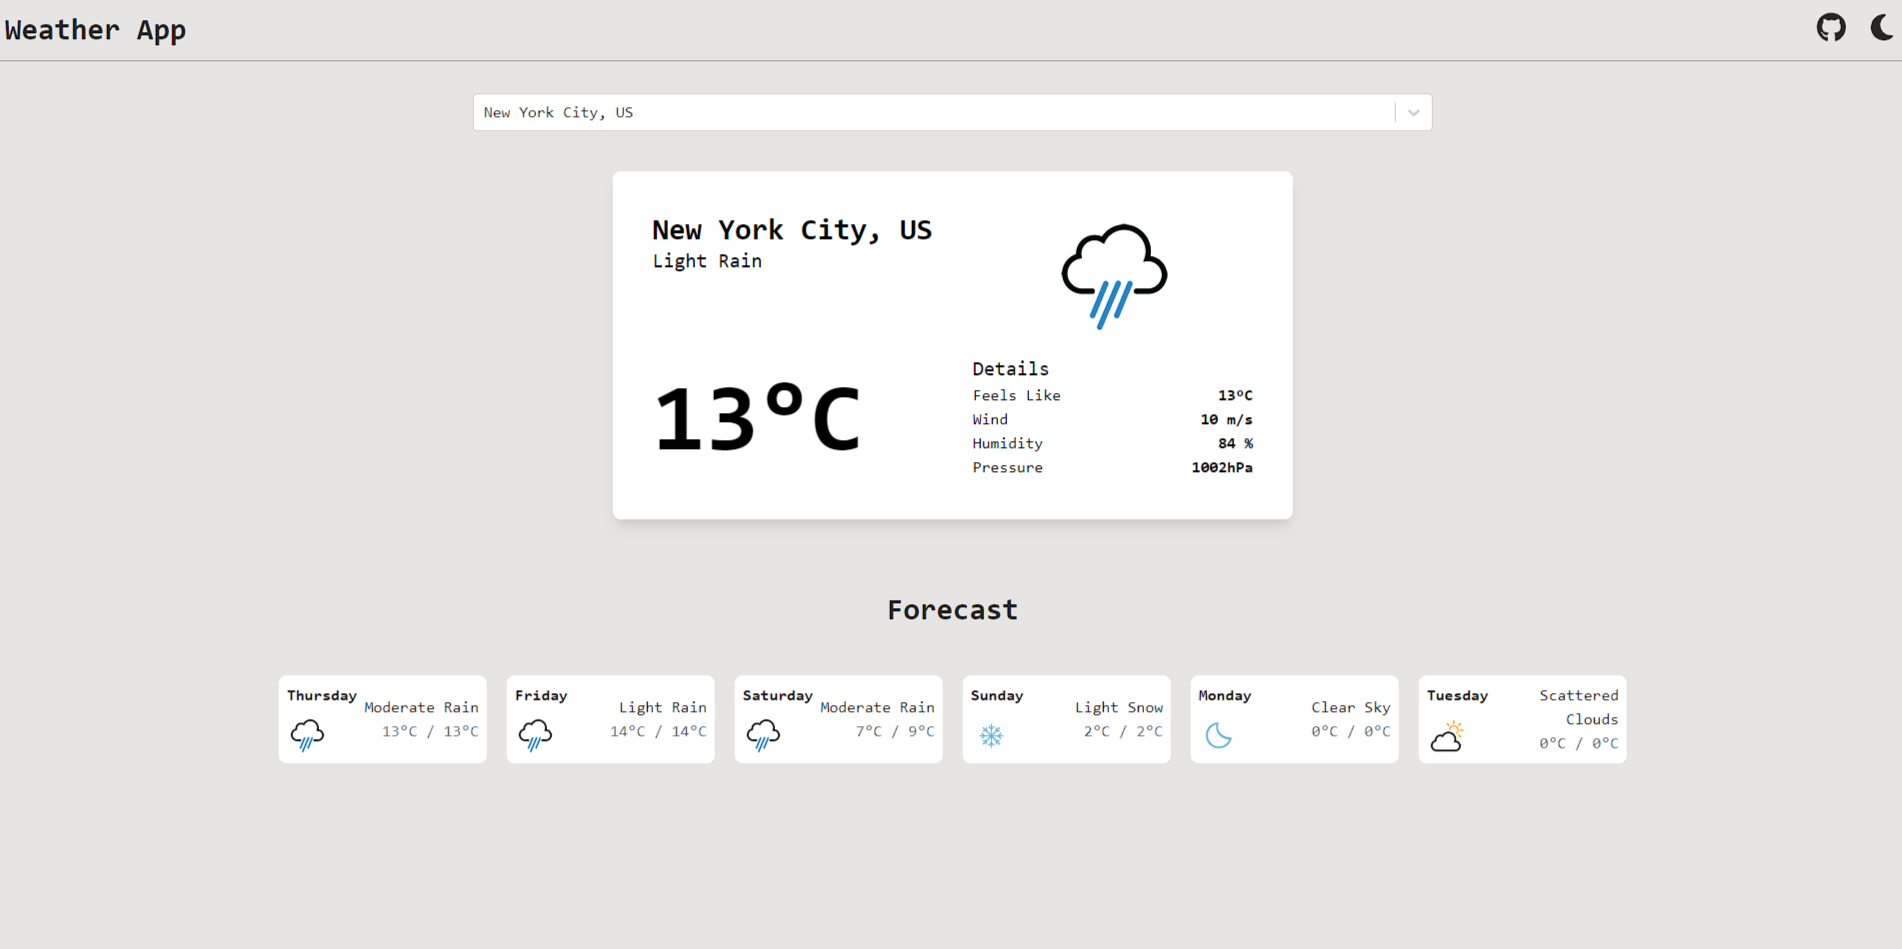 Weather App
New York City, US
New York City, US
Light Rain
13°C
Details
Feels Like 13°C
Wind 10 m/s
Humidity 84 %
Pressure 1002hPa
Forecast
Thursday
Moderate Rain
13°C / 13°C
Friday
Light Rain
14°C / 14°C
Saturday
Moderate Rain
7°C / 9°C
Sunday
Light Snow
2°C / 2°C
Monday
Clear Sky
0°C / 0°C
Tuesday
Scattered
Clouds
0°C / 0°C